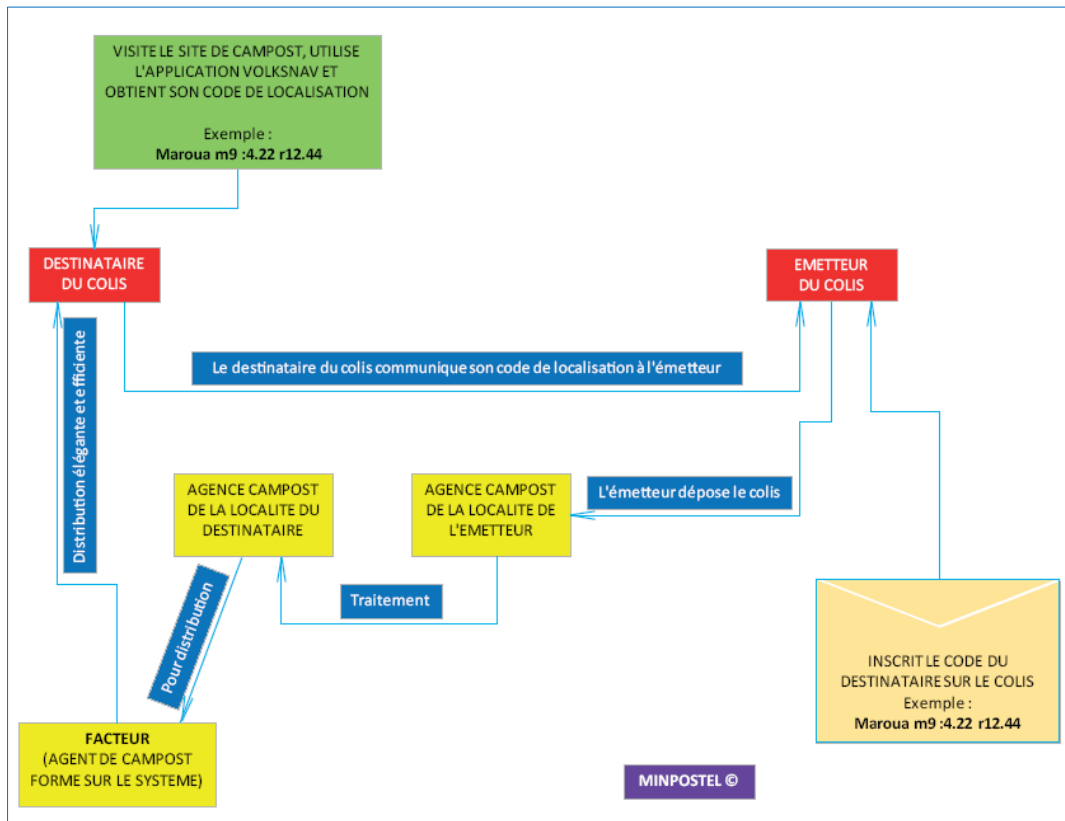 VISITE LE SITE DE CAMPOST, UTILISE
L'APPLICATION VOLKSNAV ET
OBTIENT SON CODE DE LOCALISATION
Exemple :
Maroua m9 :4.22 r12.44
DESTINATAIRE
DU COLIS
EMETTEUR
DU COLIS
Le destinataire du colis communique son code de localisation à l'émetteur
Distribution élégante et efficiente
AGENCE CAMPOST
DE LA LOCALITE DU
DESTINATAIRE
AGENCE CAMPOST
DE LA LOCALITE DE
L'EMETTEUR
L'émetteur dépose le colis
Traitement
Pour distribution
INSCRIT LE CODE DU
DESTINATAIRE SUR LE COLIS
Exemple :
Maroua m9 :4.22 r12.44
FACTEUR
(AGENT DE CAMPOST
FORME SUR LE SYSTEME)
MINPOSTEL ©